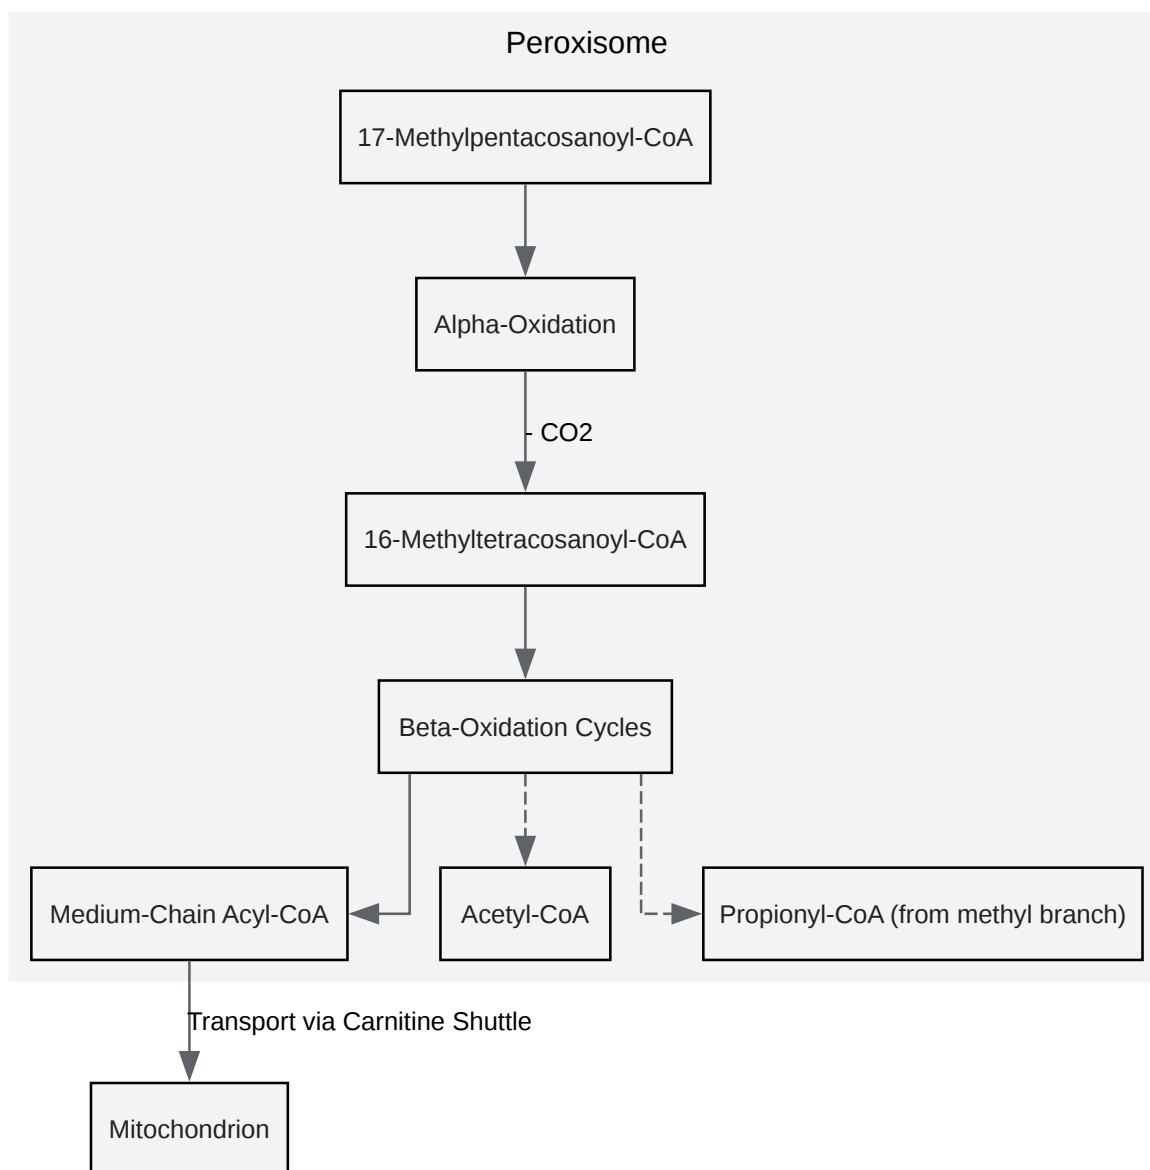 Peroxisome
17-Methylpentacosanoyl-CoA
Alpha-Oxidation
- CO2
16-Methyltetracosanoyl-CoA
Beta-Oxidation Cycles
Medium-Chain Acyl-CoA
Acetyl-CoA
Propionyl-CoA (from methyl branch)
Transport via Carnitine Shuttle
Mitochondrion